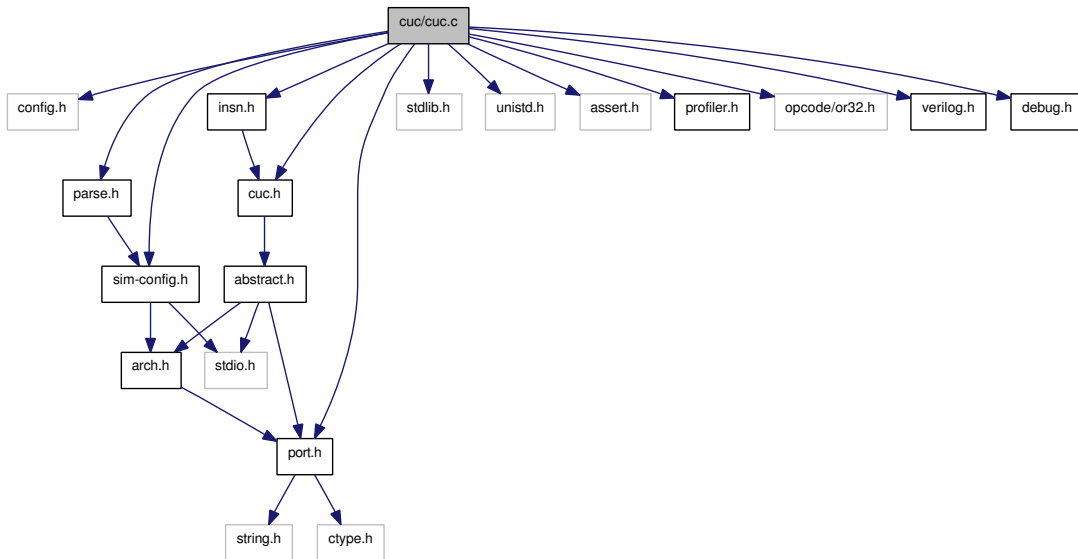 cuc/cuc.c
config.h
insn.h
stdlib.h
unistd.h
assert.h
profiler.h
opcode/or32.h
verilog.h
debug.h
parse.h
cuc.h
sim-config.h
abstract.h
arch.h
stdio.h
port.h
string.h
ctype.h